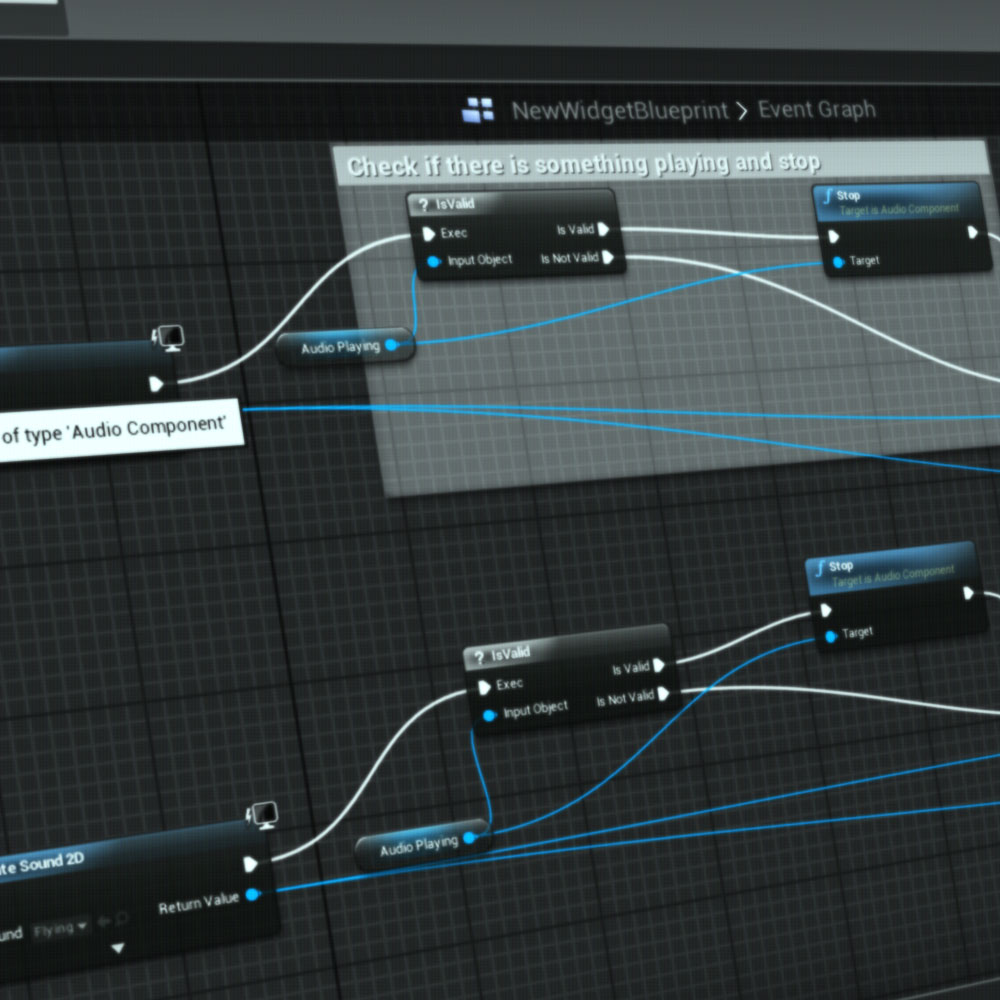 NewWidgetBlueprint > Event Graph
Check if there is something playing and stop
? IsValid
Exec
Is Valid
Input Object
Is Not Valid
f Stop
Target is Audio Component
Target
Audio Playing
of type 'Audio Component'
f Stop
Target is Audio Component
Target
? IsValid
Exec
Is Valid
Input Object
Is Not Valid
Audio Playing
te Sound 2D
Return Value
und Flying